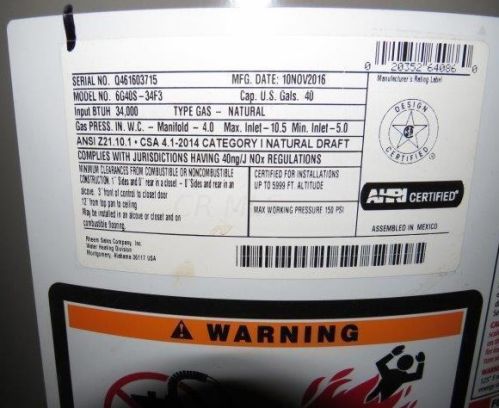 0 20352 64086 0
Manufacturer's Rating Label
SERIAL NO. Q461603715 MFG. DATE: 10NOV2016
MODEL NO. 6G40S - 34F3 Cap. U.S. Gals. 40
Input BTUH 34,000 TYPE GAS - NATURAL
Gas PRESS. IN. W.C. - Manifold - 4.0 Max. Inlet - 10.5 Min. Inlet - 5.0
ANSI Z21.10.1 • CSA 4.1-2014 CATEGORY I NATURAL DRAFT
COMPLIES WITH JURISDICTIONS HAVING 40ng/J NOx REGULATIONS
MINIMUM CLEARANCES FROM COMBUSTIBLE OR NONCOMBUSTIBLE
CONSTRUCTION. 1" Sides and 0" rear in a closet - 0" Sides and rear in an
alcove. 3" front of control to closet door
12" from top pan to ceiling
May be installed in an alcove or closet and on
combustible flooring.
CERTIFIED FOR INSTALLATIONS
UP TO 5999 FT. ALTITUDE
MAX WORKING PRESSURE 150 PSI
DESIGN
CERTIFIED
AHRI CERTIFIED
ASSEMBLED IN MEXICO
Rheem Sales Company, Inc.
Water Heating Division
Montgomery, Alabama 36117 USA
WARNING